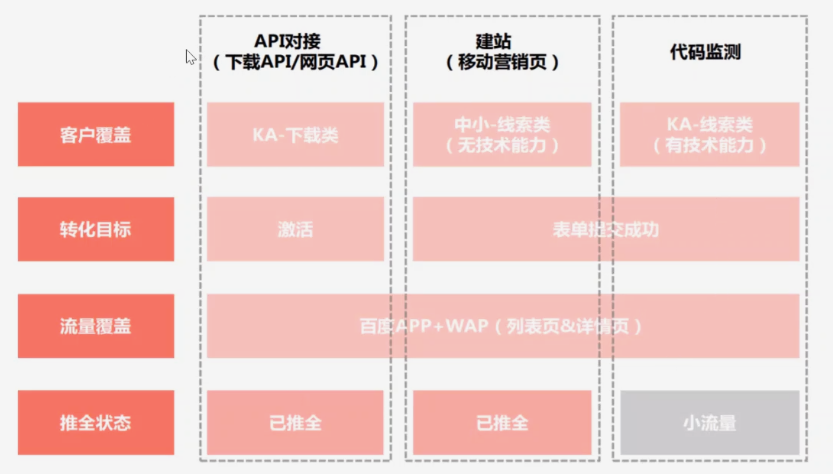 API对接
（下载API/网页API）
建站
（移动营销页）
代码监测
客户覆盖
KA-下载类
中小-线索类
（无技术能力）
KA-线索类
（有技术能力）
转化目标
激活
表单提交成功
流量覆盖
百度APP+WAP（列表页&详情页）
推全状态
已推全
已推全
小流量